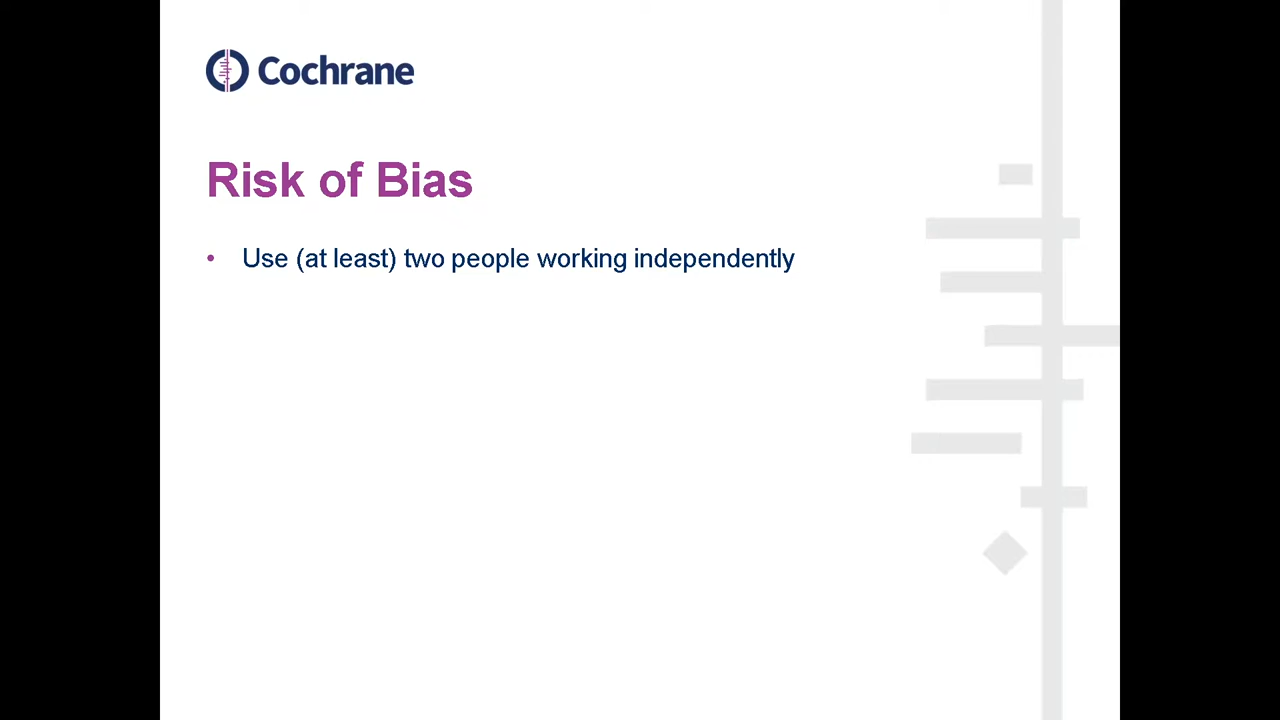 Cochrane
Risk of Bias
• Use (at least) two people working independently